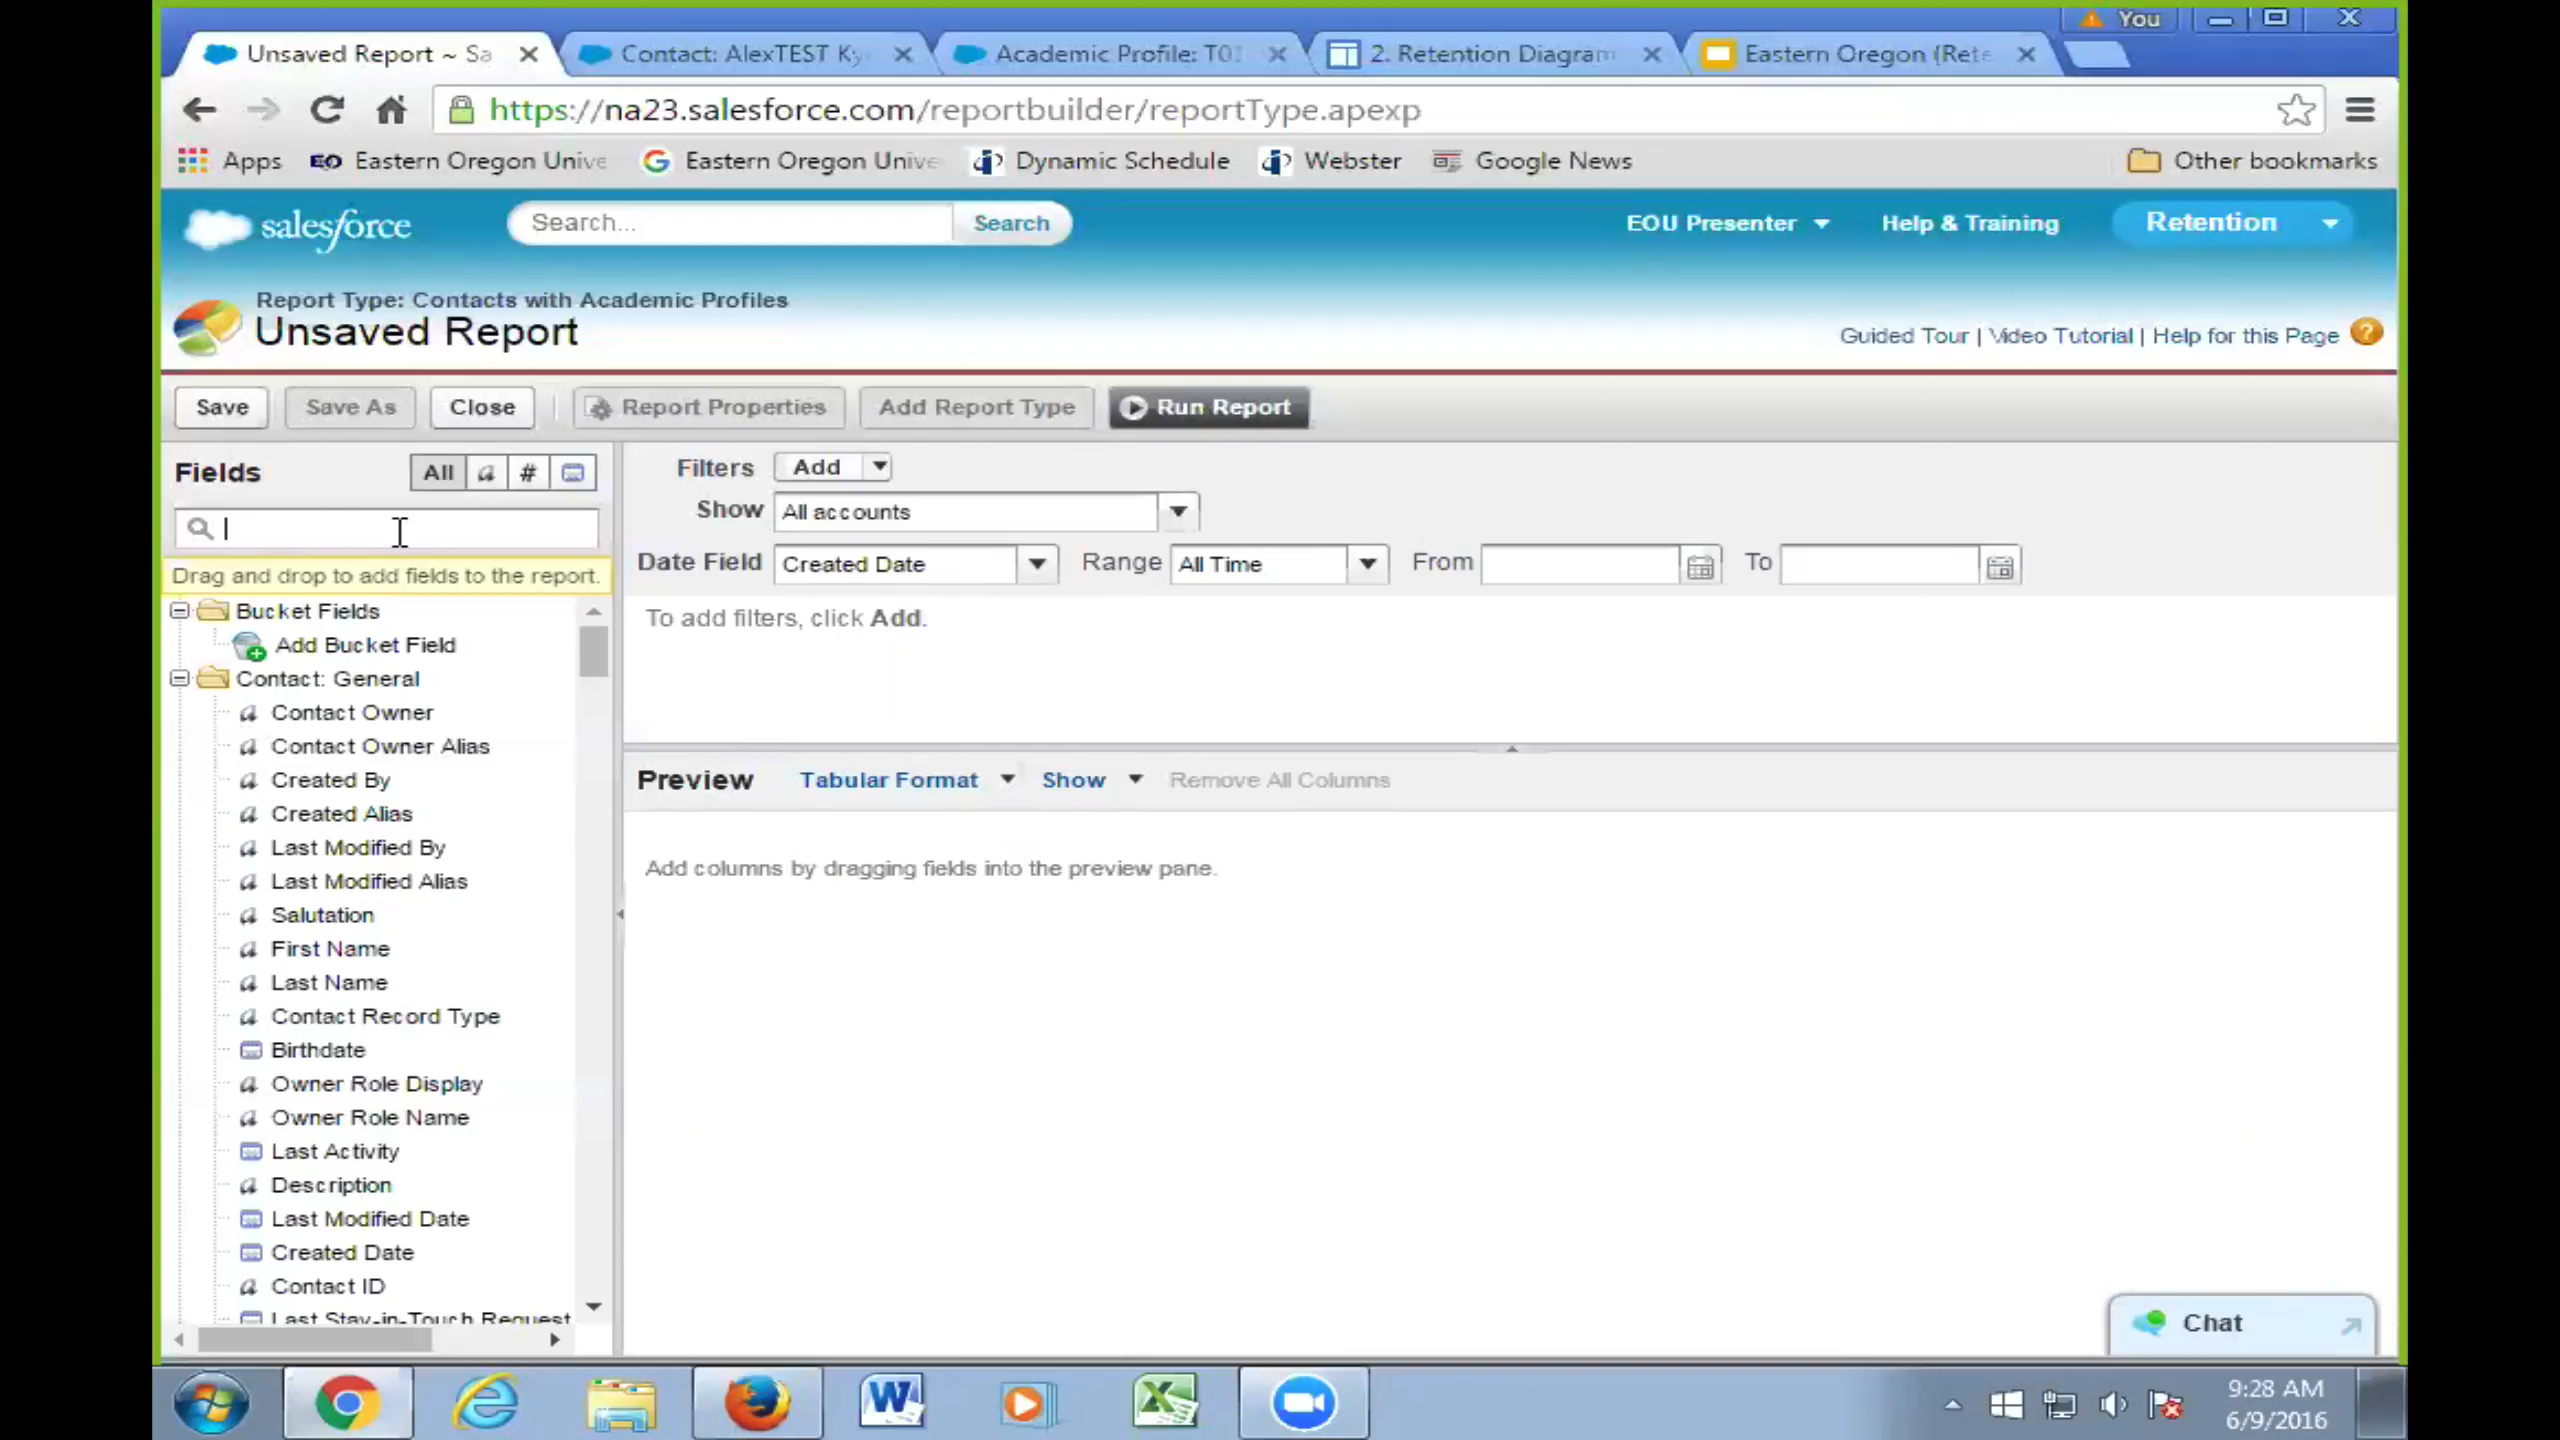 You
Unsaved Report ~ Sa
Contact: AlexTEST Ky
Academic Profile: T01
2. Retention Diagram
Eastern Oregon (Rete
https://na23.salesforce.com/reportbuilder/reportType.apexp
Apps
EO Eastern Oregon Unive
G Eastern Oregon Unive
Dynamic Schedule
Webster
Google News
Other bookmarks
salesforce
Search...
Search
EOU Presenter
Help & Training
Retention
Report Type: Contacts with Academic Profiles
Unsaved Report
Guided Tour | Video Tutorial | Help for this Page ?
Save
Save As
Close
Report Properties
Add Report Type
Run Report
Fields
All
a
#
Filters
Add
Show
All accounts
Date Field
Created Date
Range
All Time
From
To
Drag and drop to add fields to the report.
To add filters, click Add.
Bucket Fields
Add Bucket Field
Contact: General
a Contact Owner
a Contact Owner Alias
a Created By
a Created Alias
a Last Modified By
a Last Modified Alias
a Salutation
a First Name
a Last Name
a Contact Record Type
Birthdate
a Owner Role Display
a Owner Role Name
Last Activity
a Description
Last Modified Date
Created Date
a Contact ID
Last Stay-in-Touch Request
Preview
Tabular Format
Show
Remove All Columns
Add columns by dragging fields into the preview pane.
Chat
9:28 AM
6/9/2016